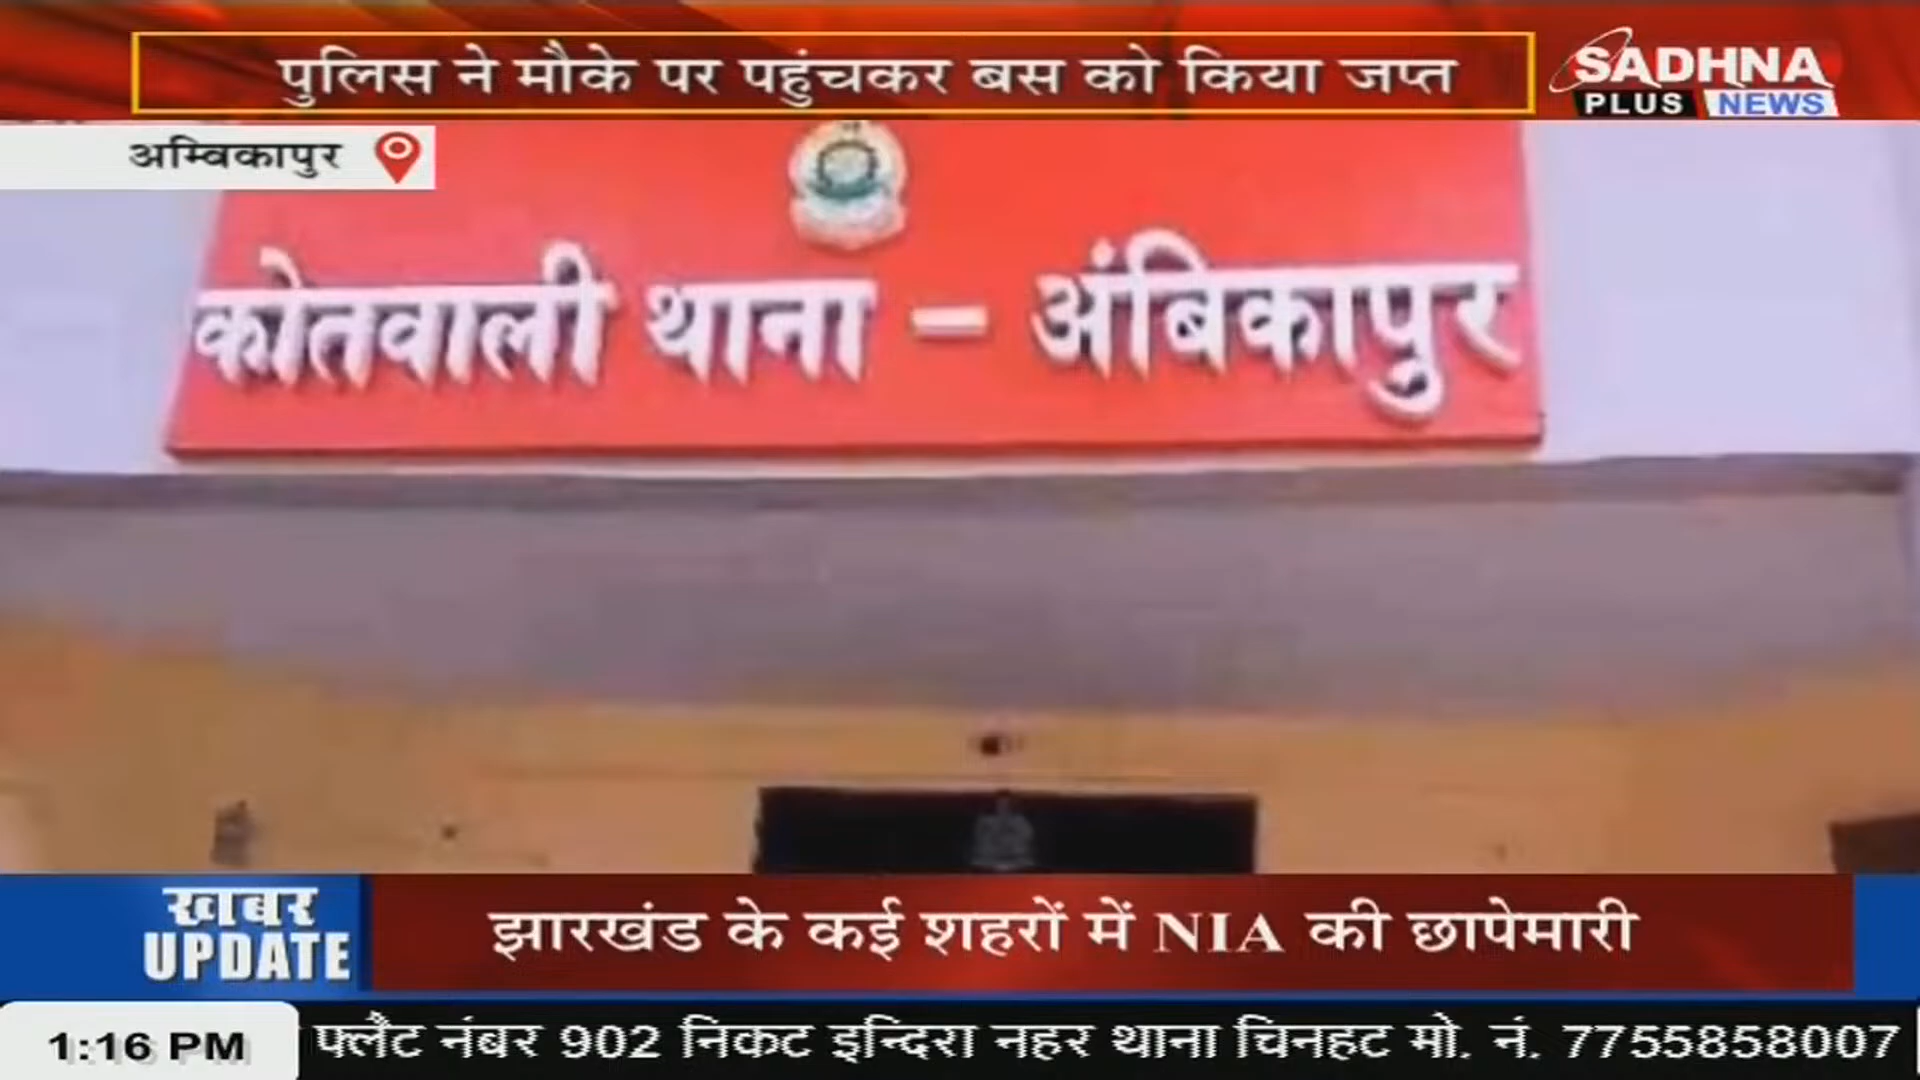 पुलिस ने मौके पर पहुंचकर बस को किया जप्त
SADHNA
PLUS NEWS
अम्बिकापुर
कोतवाली थाना – अंबिकापुर
खबर
UPDATE
झारखंड के कई शहरों में NIA की छापेमारी
1:16 PM
फ्लैट नंबर 902 निकट इन्दिरा नहर थाना चिनहट मो. नं. 7755858007